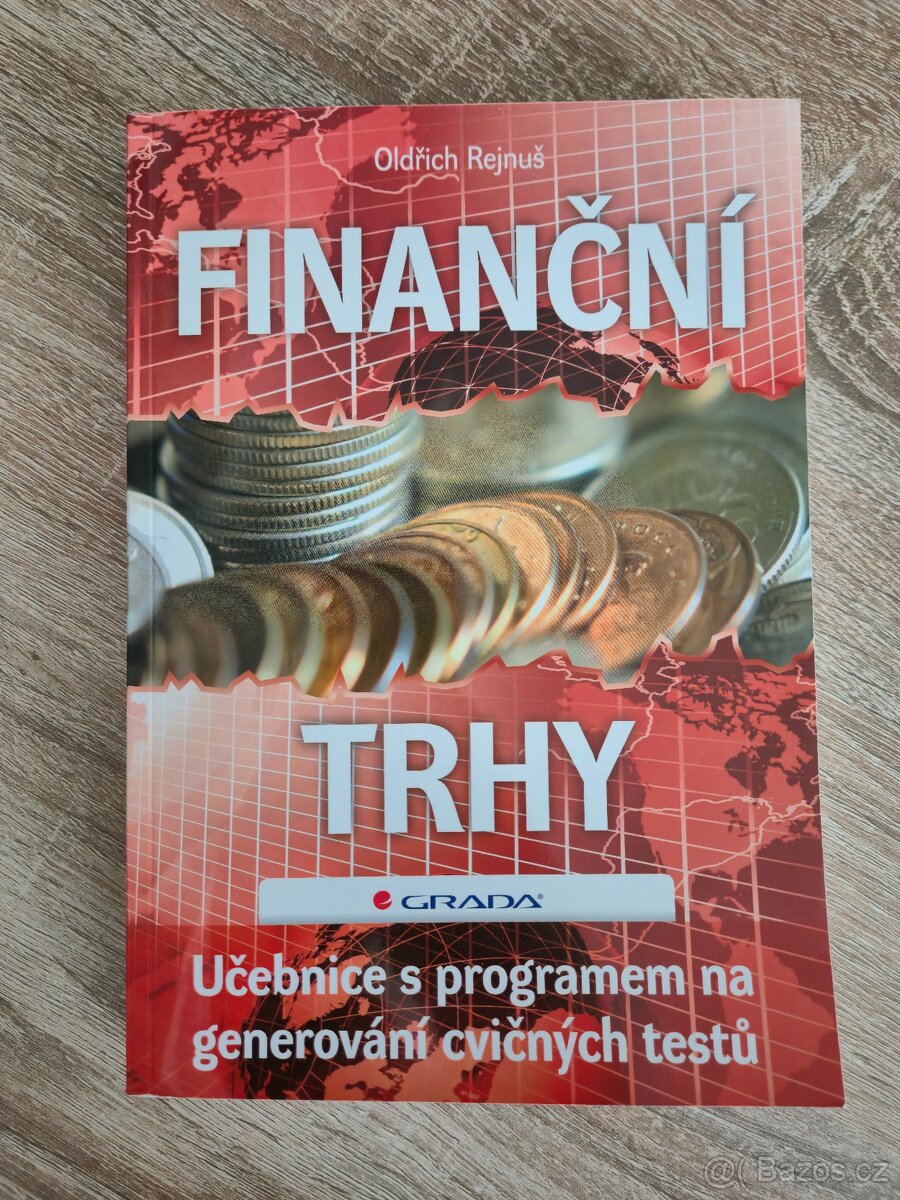 Oldřich Rejnuš
FINANČNÍ
TRHY
GRADA®
Učebnice s programem na
generování cvičných testů
@( Bazos.cz